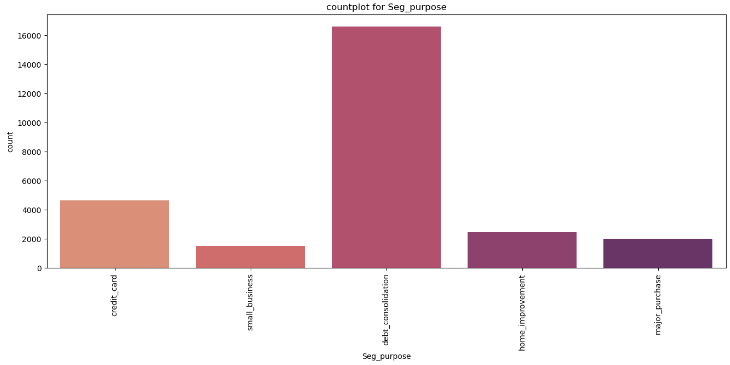 countplot for Seg_purpose
16000
14000
12000
10000
8000
6000
4000
2000
0
count
credit_card
small_business
debt_consolidation
home_improvement
major_purchase
Seg_purpose